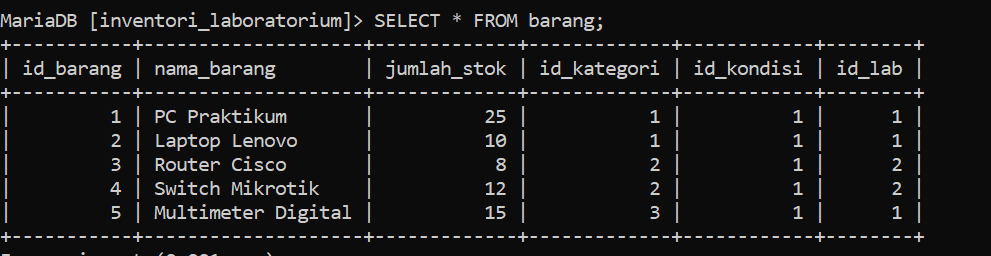 MariaDB [inventori_laboratorium]> SELECT * FROM barang;
+-----------+--------------------+-------------+-------------+------------+--------+
| id_barang | nama_barang        | jumlah_stok | id_kategori | id_kondisi | id_lab |
+-----------+--------------------+-------------+-------------+------------+--------+
|         1 | PC Praktikum       |          25 |           1 |          1 |      1 |
|         2 | Laptop Lenovo      |          10 |           1 |          1 |      1 |
|         3 | Router Cisco       |           8 |           2 |          1 |      2 |
|         4 | Switch Mikrotik    |          12 |           2 |          1 |      2 |
|         5 | Multimeter Digital |          15 |           3 |          1 |      1 |
+-----------+--------------------+-------------+-------------+------------+--------+